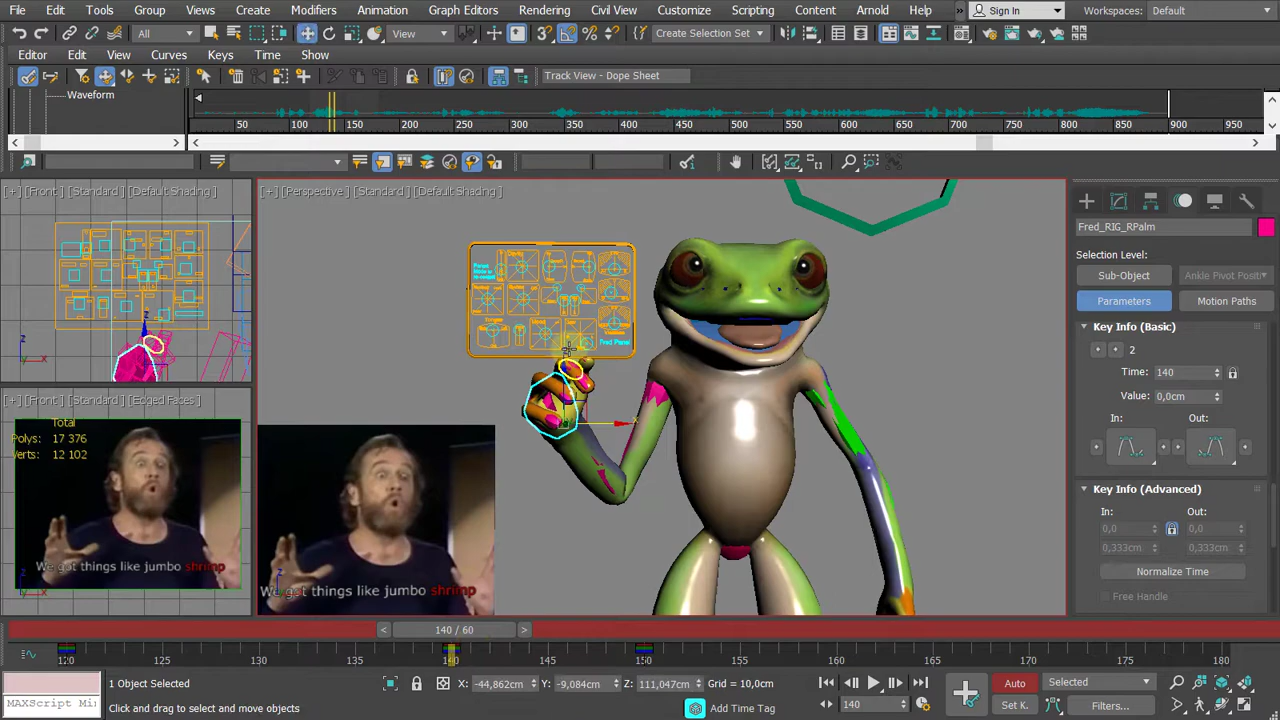 File Edit Tools Group Views Create Modifiers Animation Graph Editors Rendering Civil View Customize Scripting Content Arnold Help » Sign In Workspaces: Default
All View Create Selection Set
Editor Edit View Curves Keys Time Show
Track View - Dope Sheet
Waveform
50 100 150 200 250 300 350 400 450 500 550 600 650 700 750 800 850 900 950
[+] [Front] [Standard] [Default Shading]
[+] [Perspective] [Standard] [Default Shading]
Fred_RIG_RPalm
Selection Level:
Sub-Object Ankle Pivot Positi
Parameters Motion Paths
Key Info (Basic)
2
Time: 140
Value: 0,0cm
In: Out:
Key Info (Advanced)
In: Out:
0,0 0,0
0,333cm 0,333cm
Normalize Time
Free Handle
Fred Panel
z
x
[+] [Front] [Standard] [Edged Faces]
Total
Polys: 17 376
Verts: 12 102
We got things like jumbo shrimp
We got things like jumbo shrimp
< 140 / 60 >
120 130 135 140 145 150 155 160 165 170 175 180
1 Object Selected
X: -44,862cm Y: -9,084cm Z: 111,047cm Grid = 10,0cm
Auto Selected
MAXScript Mi
Click and drag to select and move objects
Add Time Tag
140
Set K. Filters...